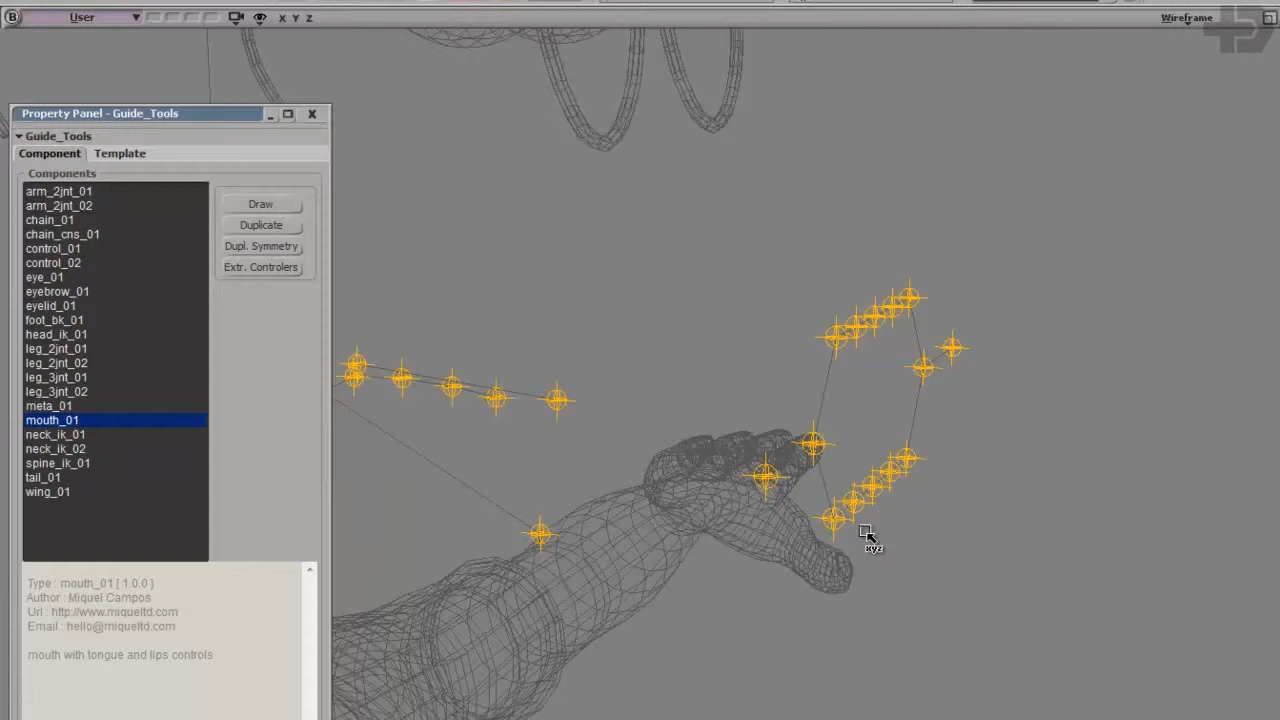 B User X Y Z Wireframe
Property Panel - Guide_Tools
Guide_Tools
Component Template
Components
arm_2jnt_01
arm_2jnt_02
chain_01
chain_cns_01
control_01
control_02
eye_01
eyebrow_01
eyelid_01
foot_bk_01
head_ik_01
leg_2jnt_01
leg_2jnt_02
leg_3jnt_01
leg_3jnt_02
meta_01
mouth_01
neck_ik_01
neck_ik_02
spine_ik_01
tail_01
wing_01
Draw
Duplicate
Dupl. Symmetry
Extr. Controlers
Type : mouth_01 [ 1.0.0 ]
Author : Miquel Campos
Url : http://www.miqueltd.com
Email : hello@miqueltd.com
mouth with tongue and lips controls
xyz